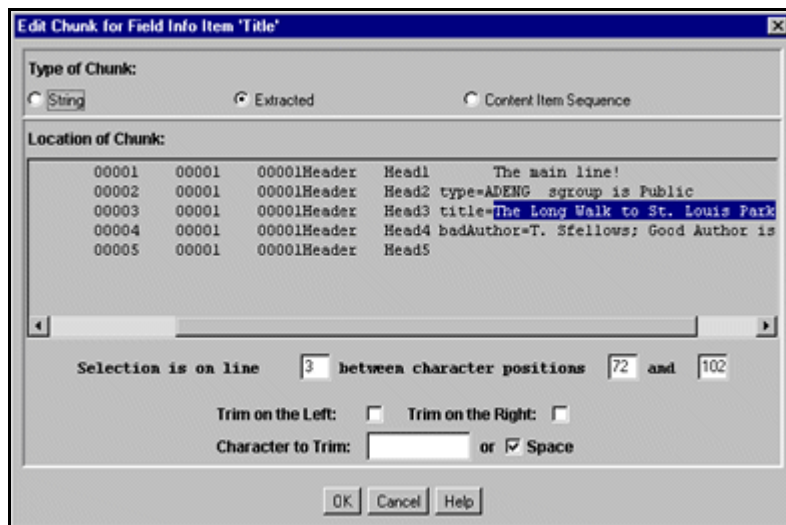 Edit Chunk for Field Info Item 'Title'
Type of Chunk:
String Extracted Content Item Sequence
Location of Chunk:
00001 00001 00001Header Head1 The main line!
00002 00001 00001Header Head2 type=ADENG sgroup is Public
00003 00001 00001Header Head3 title=The Long Walk to St. Louis Park
00004 00001 00001Header Head4 badAuthor=T. Sfellows; Good Author is
00005 00001 00001Header Head5
Selection is on line 3 between character positions 72 and 102
Trim on the Left: Trim on the Right:
Character to Trim: or Space
OK Cancel Help